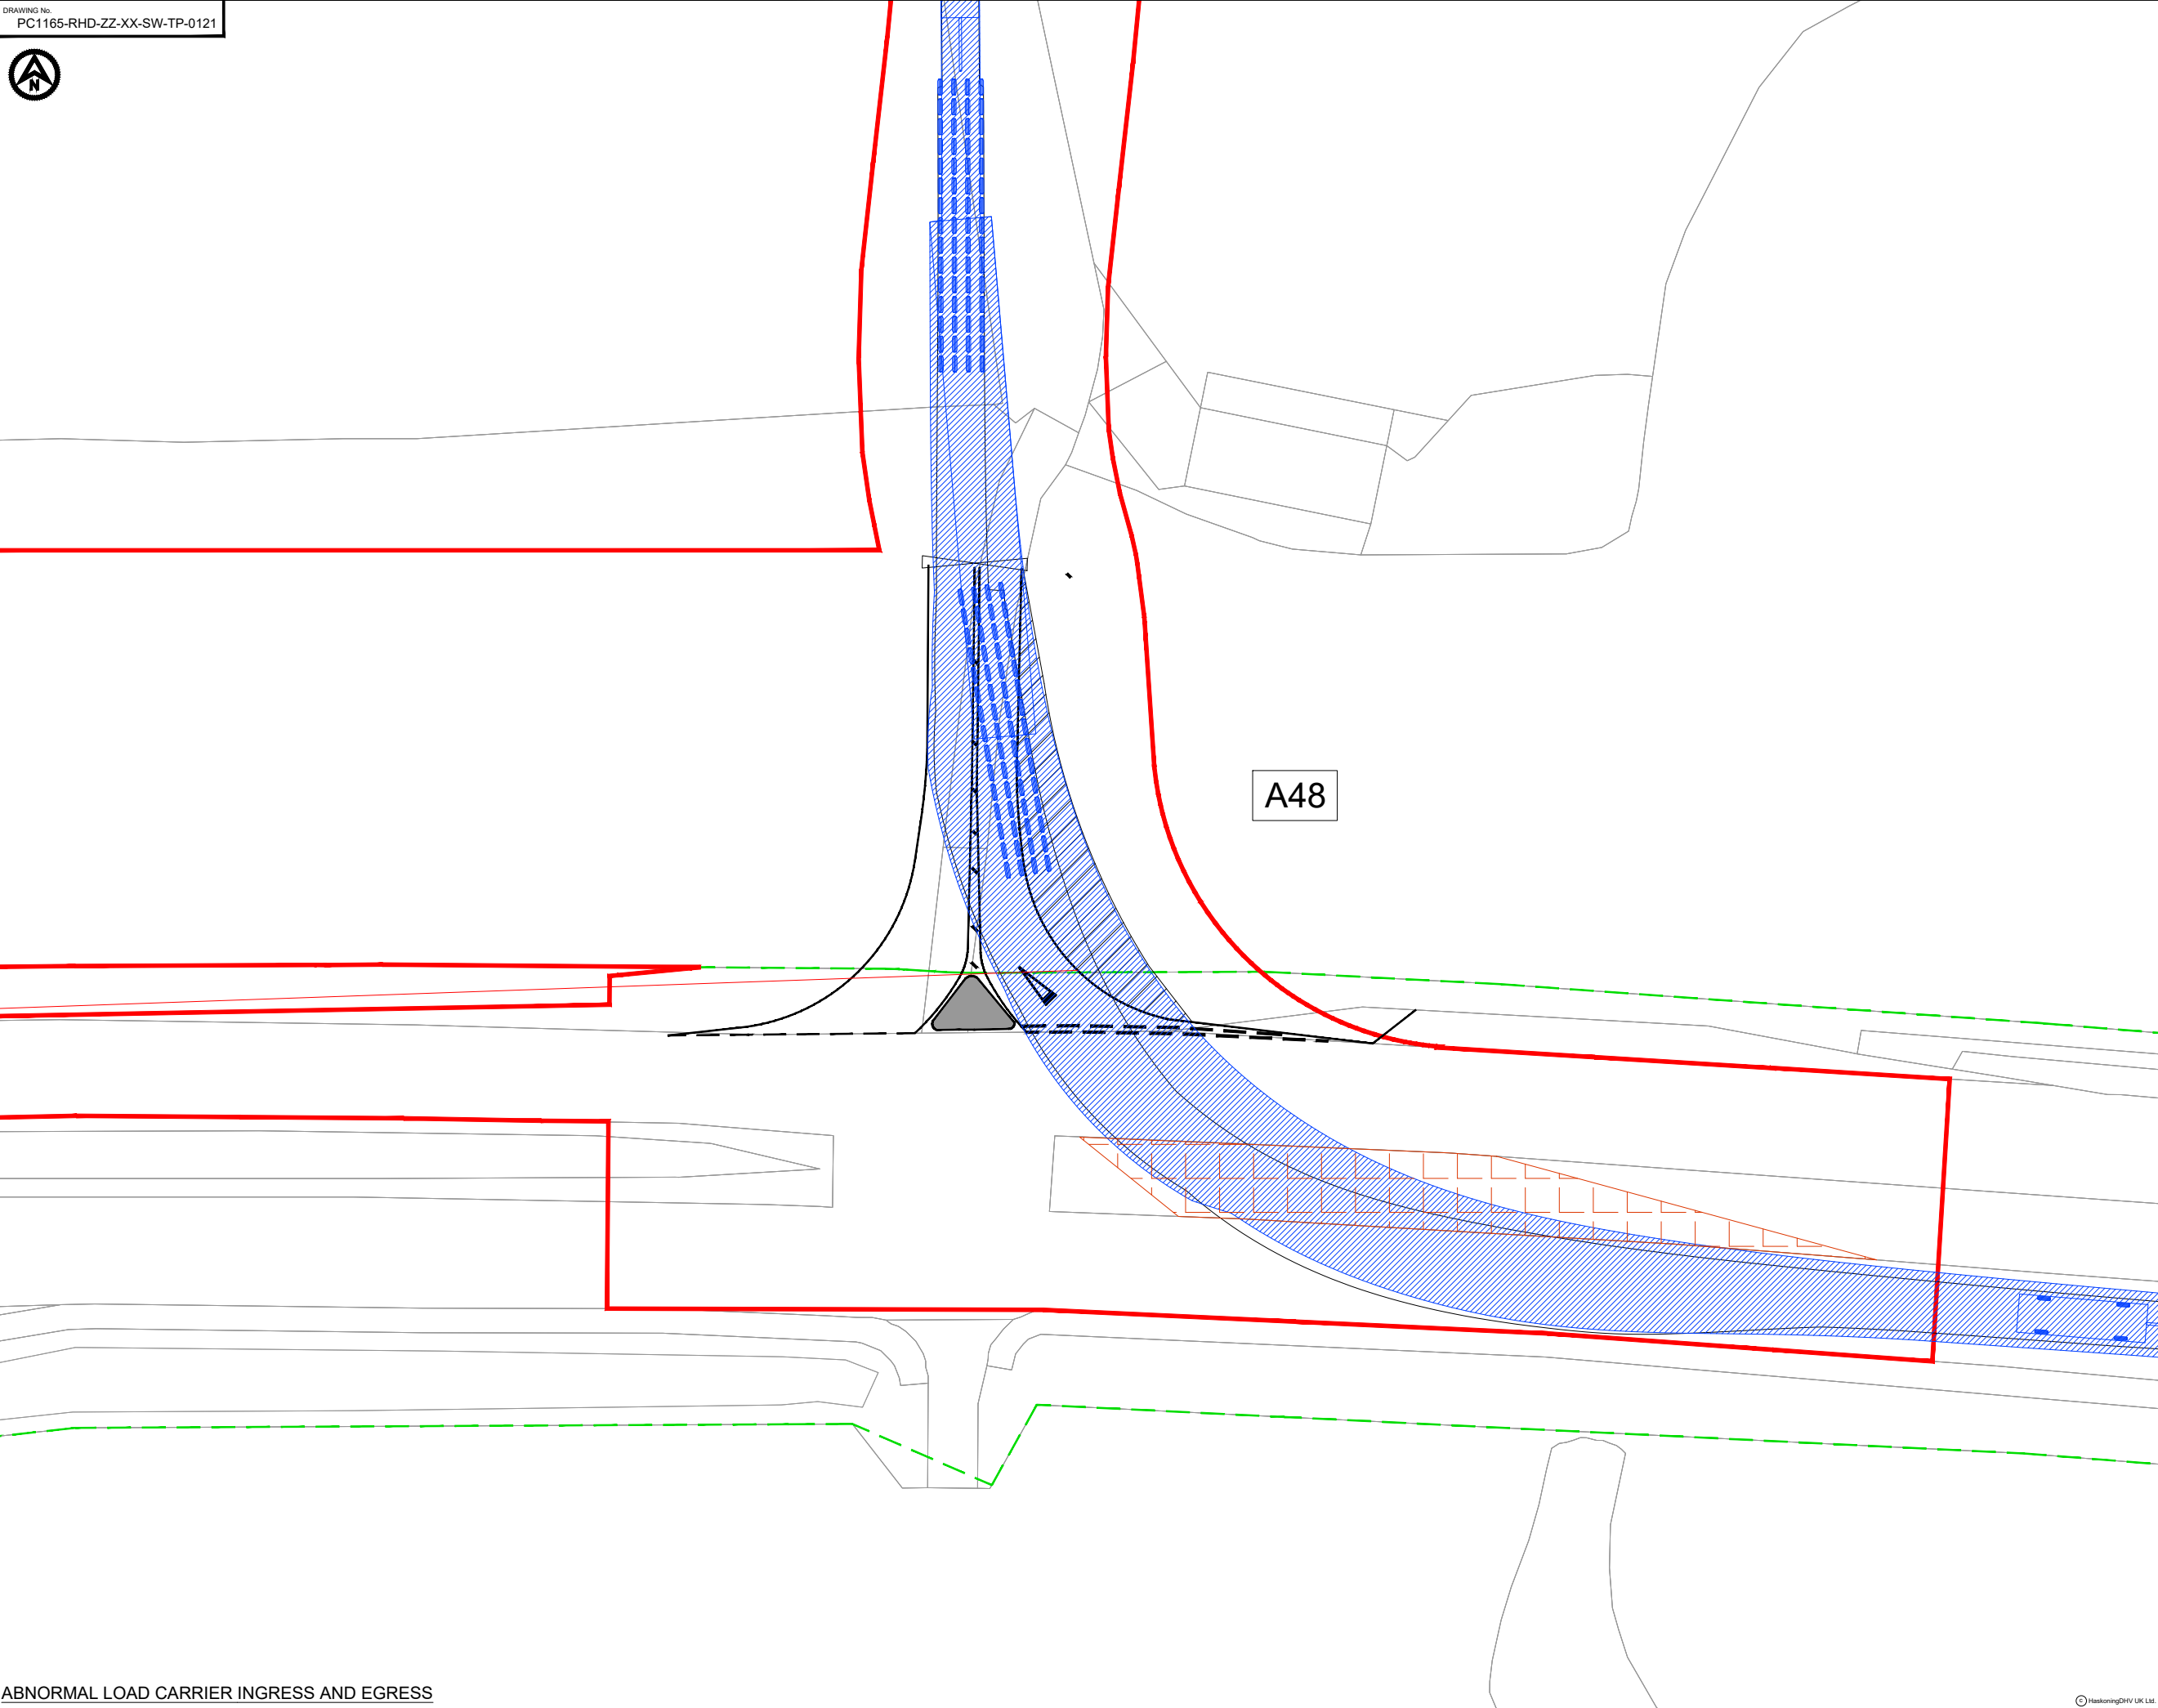 DRAWING No.
PC1165-RHD-ZZ-XX-SW-TP-0121
N
A48
ABNORMAL LOAD CARRIER INGRESS AND EGRESS
© HaskoningDHV UK Ltd.